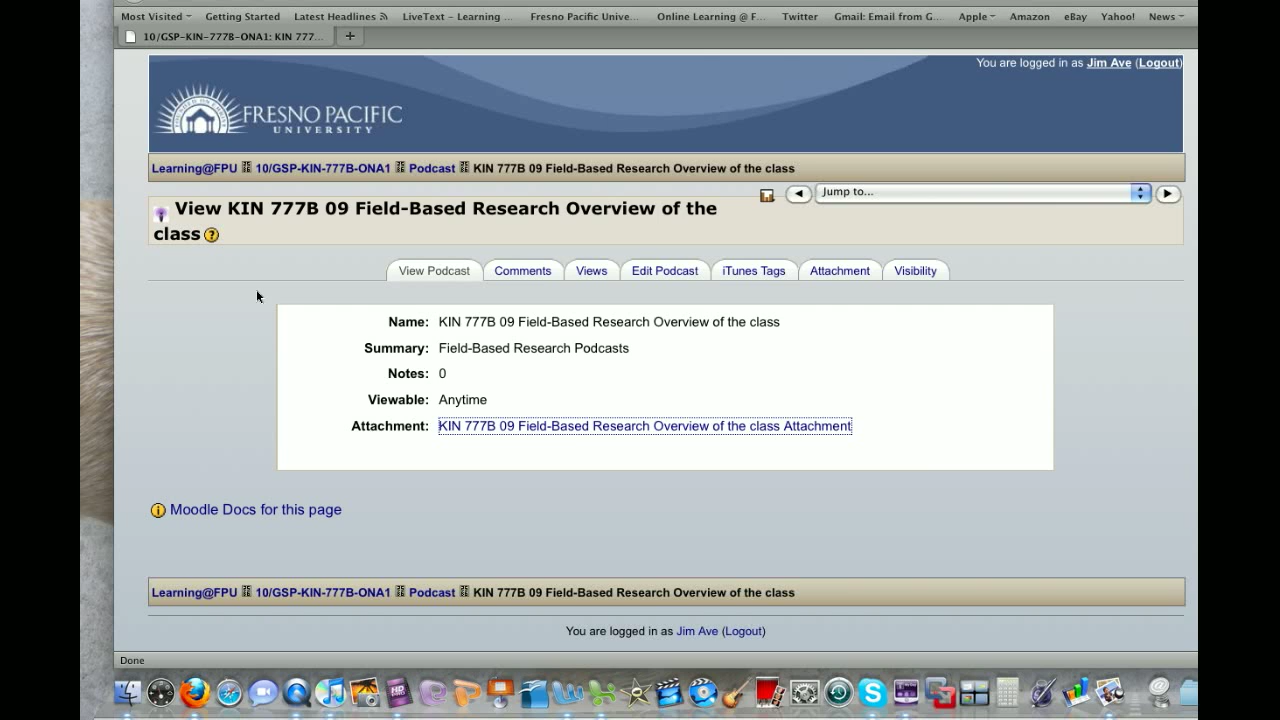 Most Visited Getting Started Latest Headlines LiveText – Learning ... Fresno Pacific Unive... Online Learning @ F... Twitter Gmail: Email from G... Apple Amazon eBay Yahoo! News
10/GSP-KIN-777B-ONA1: KIN 777... +
You are logged in as Jim Ave (Logout)
FRESNO PACIFIC
UNIVERSITY
Learning@FPU 10/GSP-KIN-777B-ONA1 Podcast KIN 777B 09 Field-Based Research Overview of the class
Jump to...
View KIN 777B 09 Field-Based Research Overview of the
class ?
View Podcast Comments Views Edit Podcast iTunes Tags Attachment Visibility
Name: KIN 777B 09 Field-Based Research Overview of the class
Summary: Field-Based Research Podcasts
Notes: 0
Viewable: Anytime
Attachment: KIN 777B 09 Field-Based Research Overview of the class Attachment
Moodle Docs for this page
Learning@FPU 10/GSP-KIN-777B-ONA1 Podcast KIN 777B 09 Field-Based Research Overview of the class
You are logged in as Jim Ave (Logout)
Done